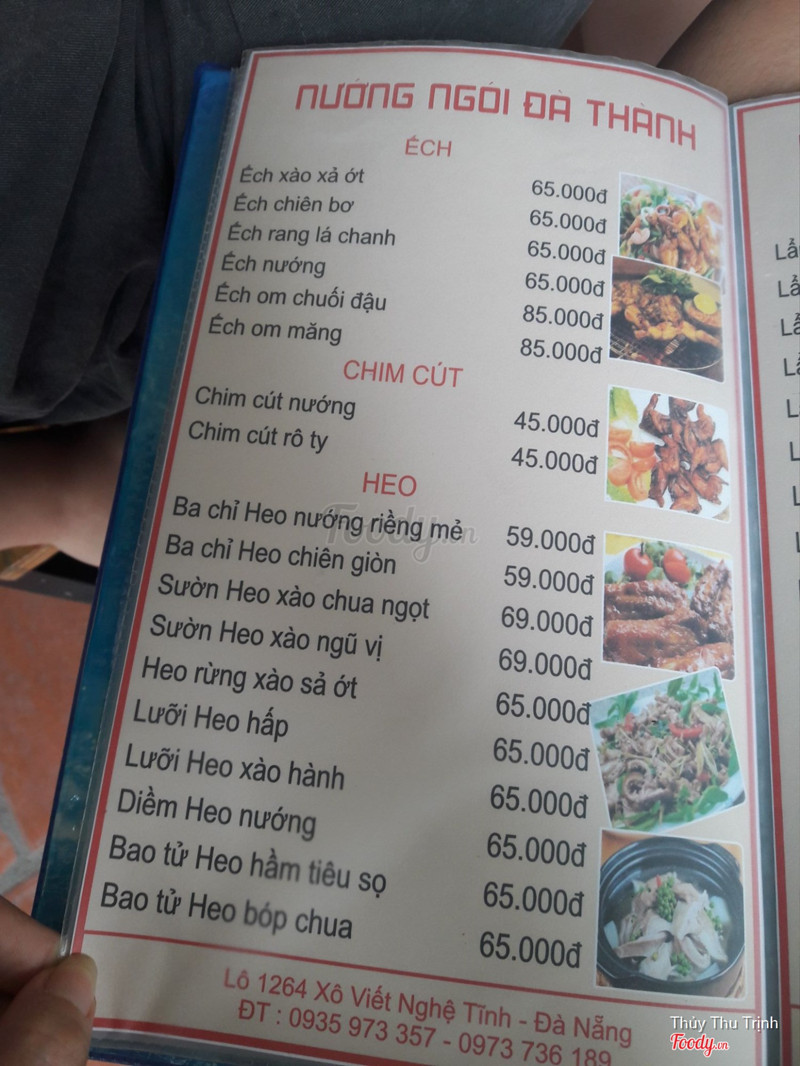 NƯỚNG NGÓI ĐÀ THÀNH
ẾCH
Ếch xào xả ớt 65.000đ
Ếch chiên bơ 65.000đ
Ếch rang lá chanh 65.000đ
Ếch nướng 65.000đ
Ếch om chuối đậu 85.000đ
Ếch om măng 85.000đ
CHIM CÚT
Chim cút nướng 45.000đ
Chim cút rô ty 45.000đ
HEO
Ba chỉ Heo nướng riềng mẻ 59.000đ
Ba chỉ Heo chiên giòn 59.000đ
Sườn Heo xào chua ngọt 69.000đ
Sườn Heo xào ngũ vị 69.000đ
Heo rừng xào sả ớt 65.000đ
Lưỡi Heo hấp 65.000đ
Lưỡi Heo xào hành 65.000đ
Diềm Heo nướng 65.000đ
Bao tử Heo hầm tiêu sọ 65.000đ
Bao tử Heo bóp chua 65.000đ
Lô 1264 Xô Viết Nghệ Tĩnh - Đà Nẵng
ĐT : 0935 973 357 - 0973 736 189
Foody.vn
Thúy Thu Trịnh
Foody.vn